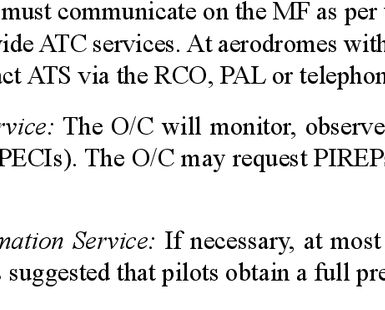 must communicate on the MF as per
vide ATC services. At aerodromes with
act ATS via the RCO, PAL or telephon
rvice: The O/C will monitor, observe
PECIs). The O/C may request PIREPs
mation Service: If necessary, at most
suggested that pilots obtain a full pre